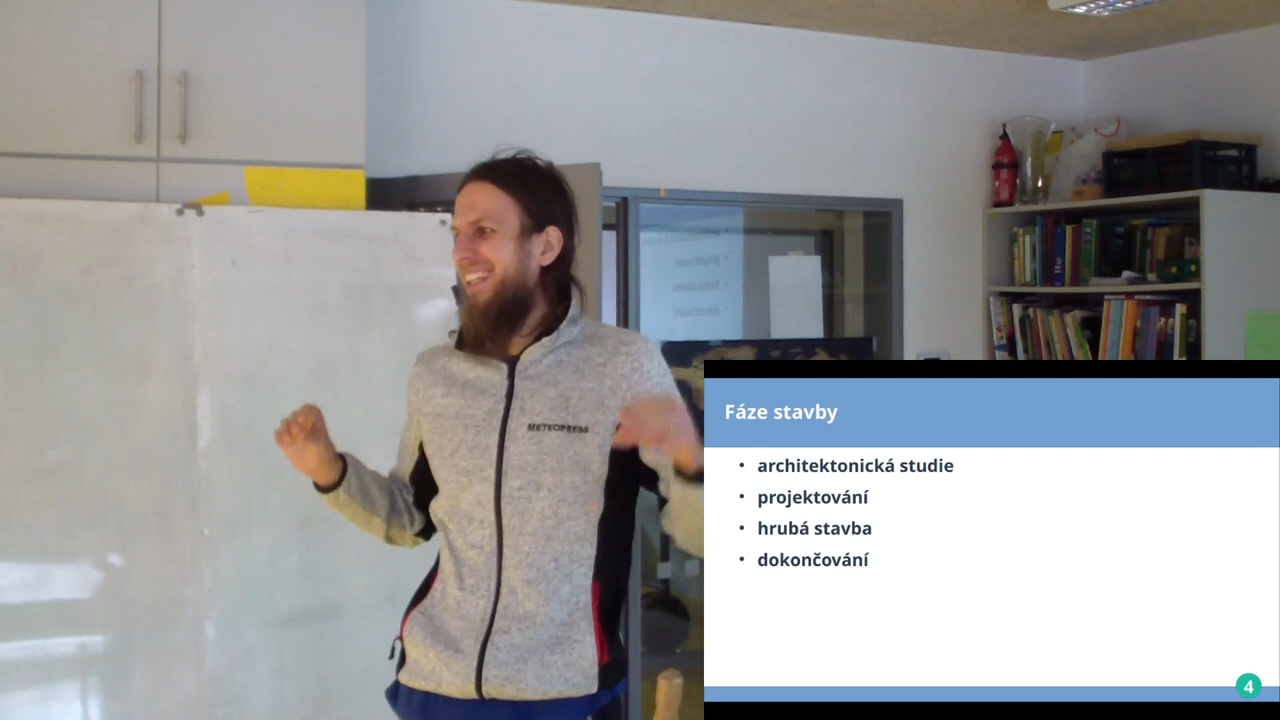 METEOPRESS
Fáze stavby
• architektonická studie
• projektování
• hrubá stavba
• dokončování
4